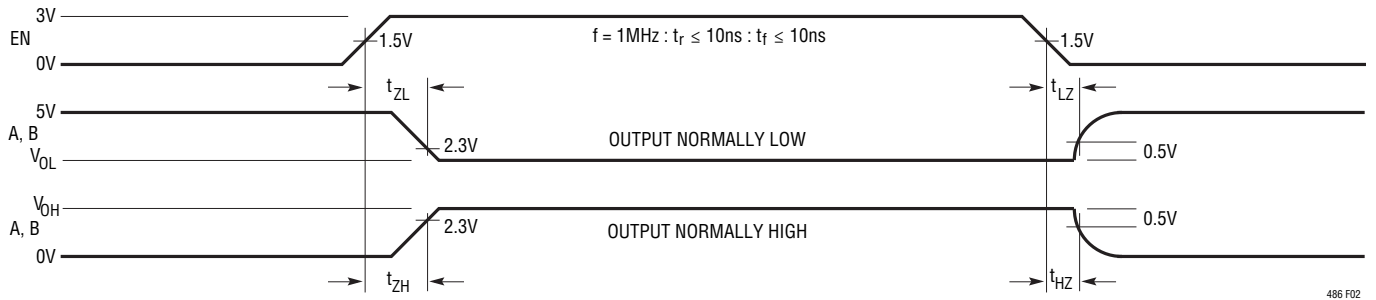 3V
EN
0V
1.5V
f = 1MHz : tr ≤ 10ns : tf ≤ 10ns
1.5V
tZL
tLZ
5V
A, B
VOL
2.3V
OUTPUT NORMALLY LOW
0.5V
VOH
A, B
0V
2.3V
OUTPUT NORMALLY HIGH
0.5V
tZH
tHZ
486 F02